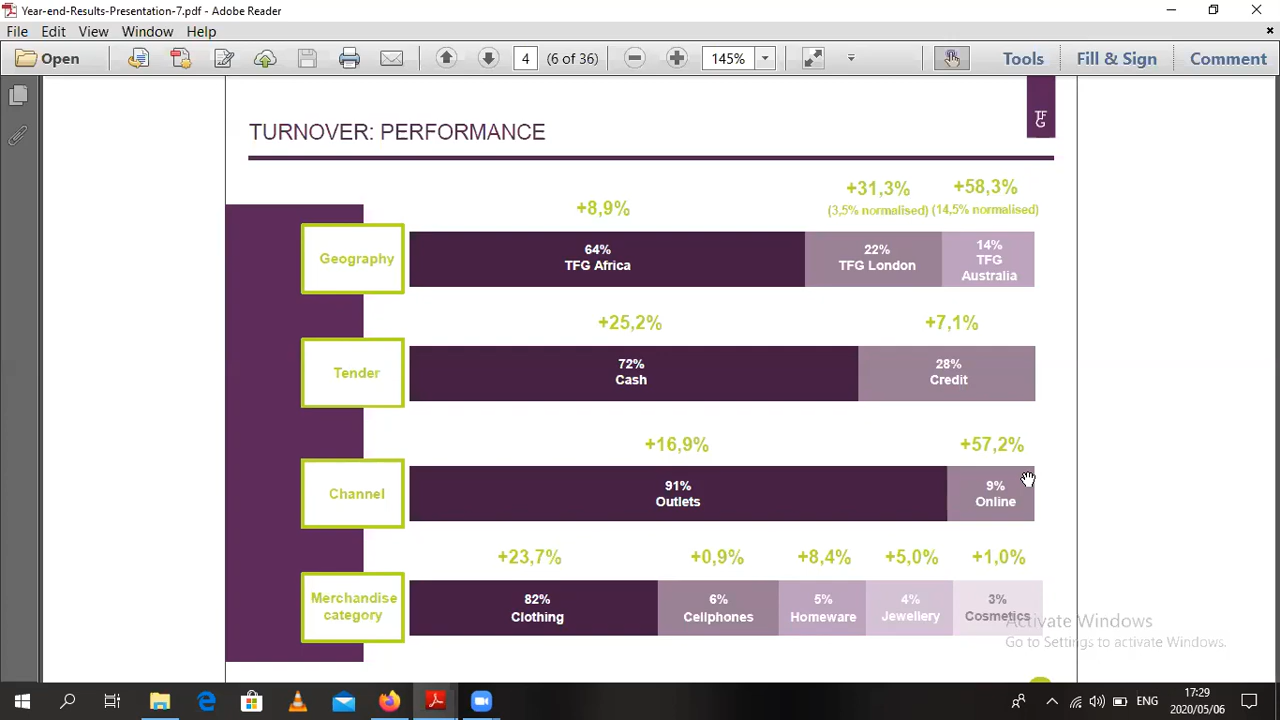 Year-end-Results-Presentation-7.pdf - Adobe Reader
File Edit View Window Help
Open 4 (6 of 36) 145% Tools Fill & Sign Comment
TURNOVER: PERFORMANCE
TF
G
+8,9% +31,3% +58,3%
(3,5% normalised) (14,5% normalised)
Geography
64% 22% 14%
TFG Africa TFG London TFG
Australia
+25,2% +7,1%
Tender
72% 28%
Cash Credit
+16,9% +57,2%
Channel
91% 9%
Outlets Online
+23,7% +0,9% +8,4% +5,0% +1,0%
Merchandise
category
82% 6% 5% 4% 3%
Clothing Cellphones Homeware Jewellery Cosmetics
Activate Windows
Go to Settings to activate Windows.
ENG
17:29
2020/05/06